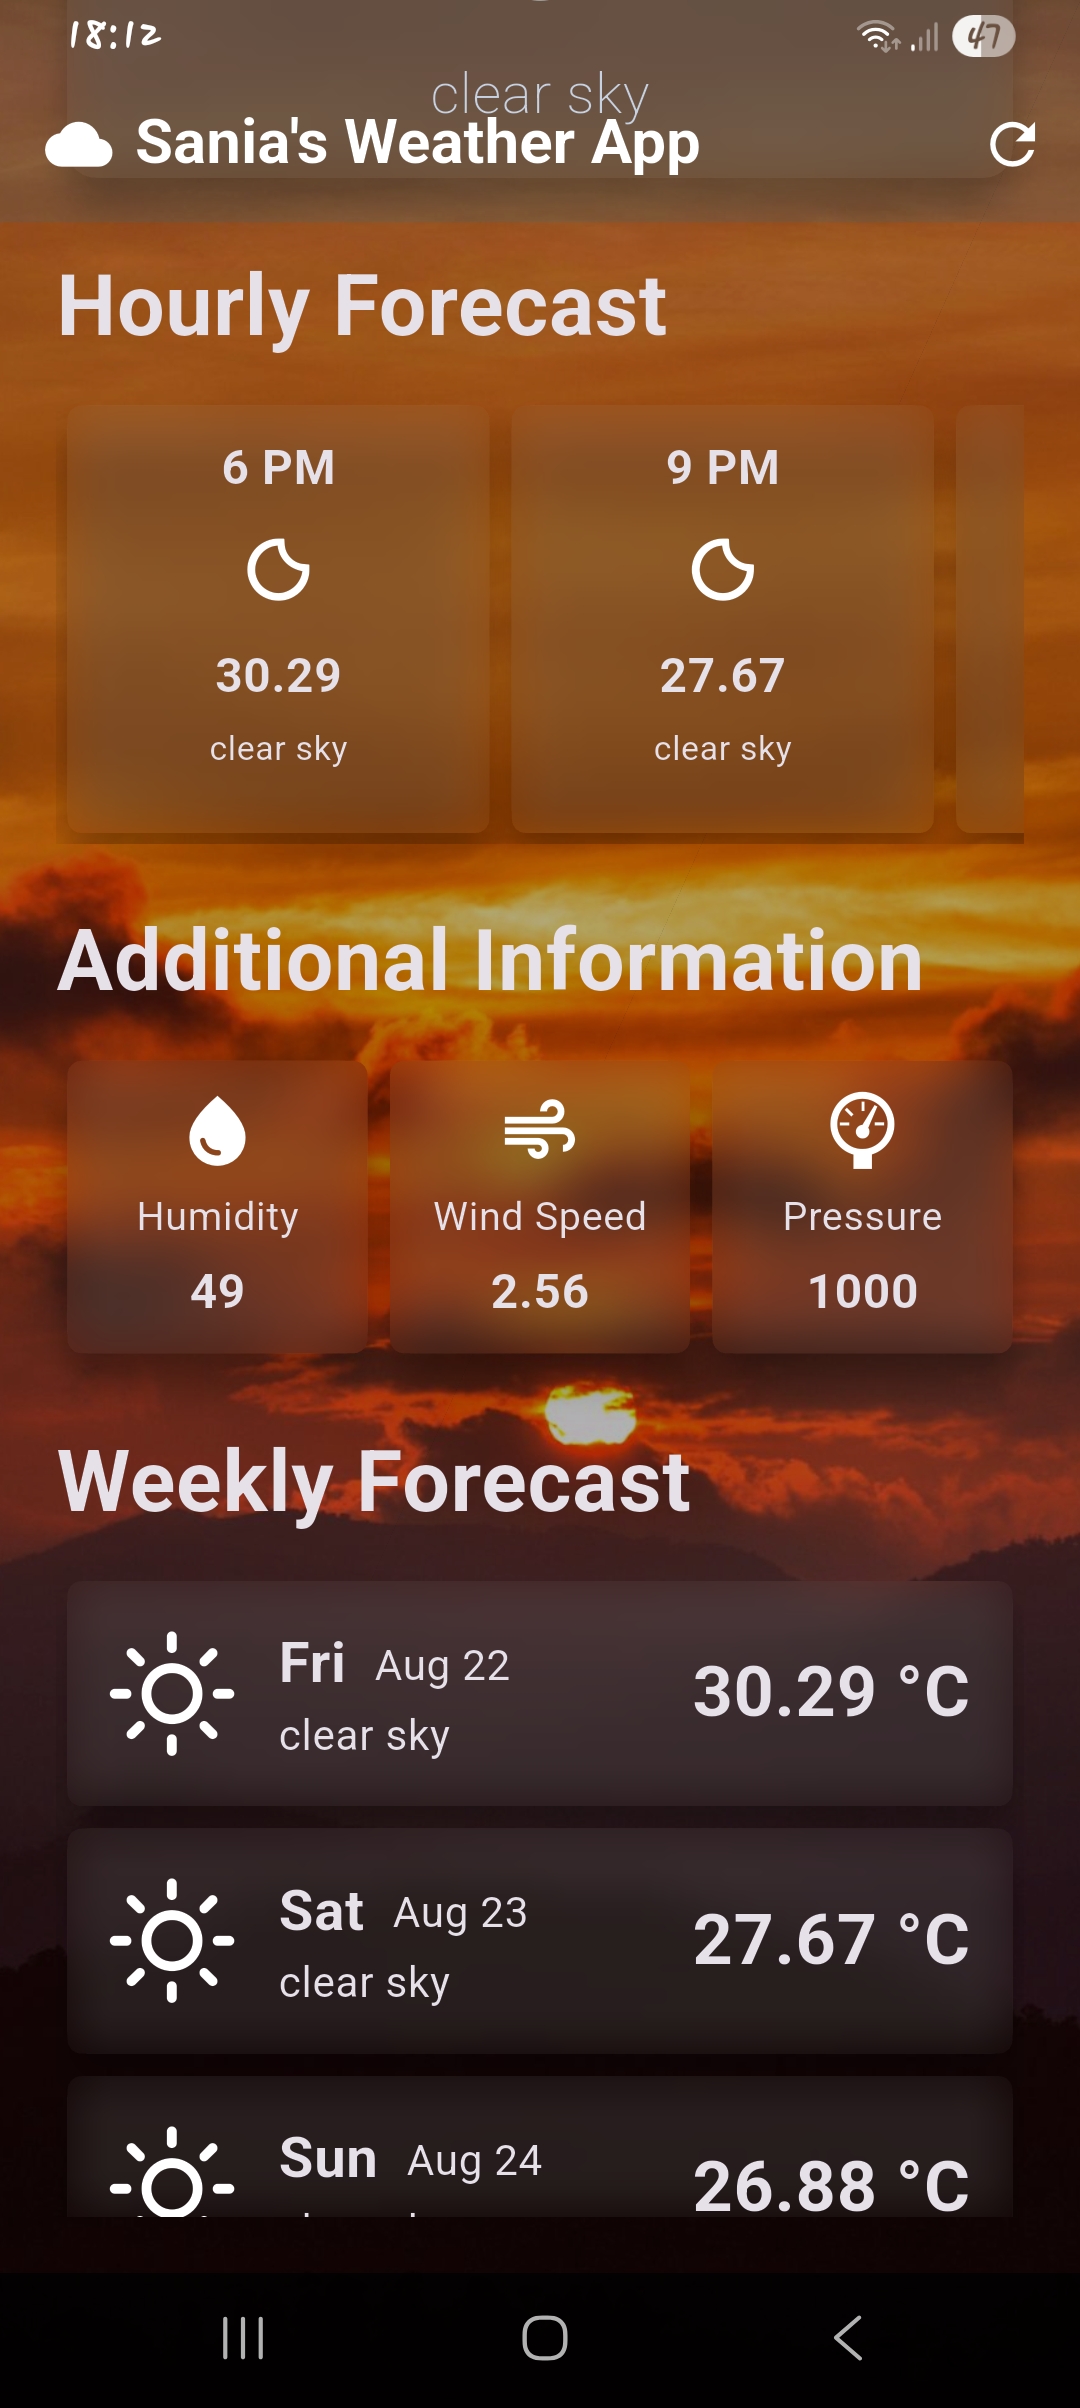 18:12
47
clear sky
Sania's Weather App
Hourly Forecast
6 PM
9 PM
30.29
27.67
clear sky
clear sky
Additional Information
Humidity
Wind Speed
Pressure
49
2.56
1000
Weekly Forecast
Fri Aug 22
30.29 °C
clear sky
Sat Aug 23
27.67 °C
clear sky
Sun Aug 24
26.88 °C